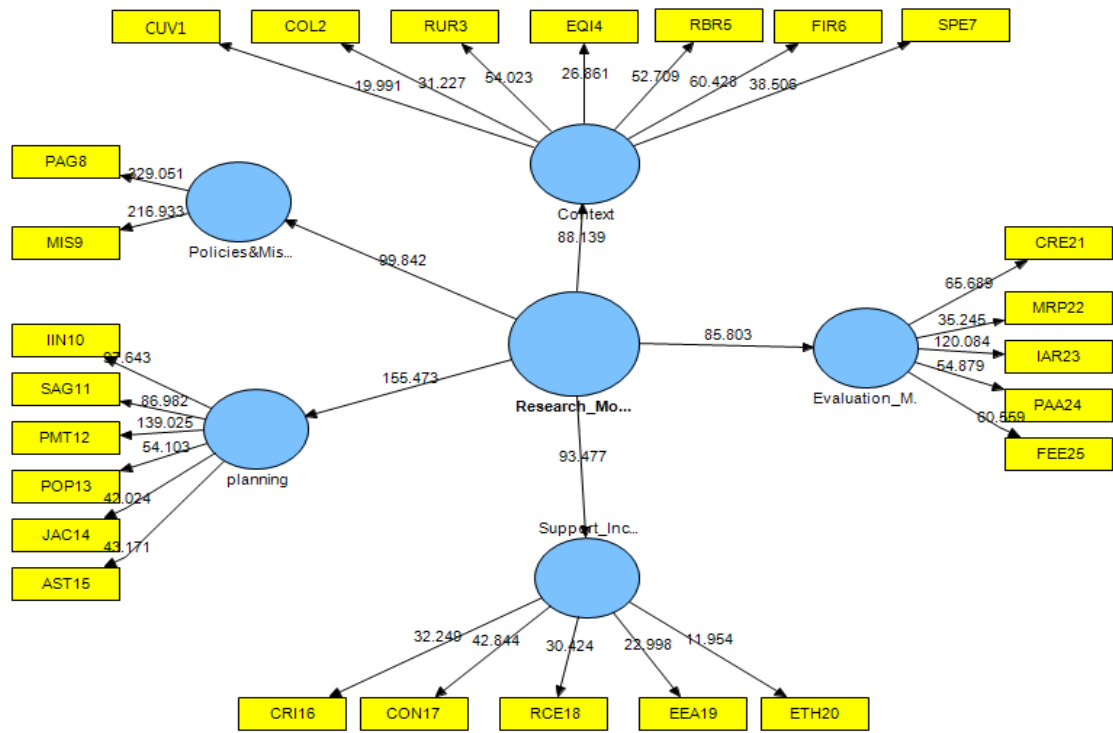 CUV1
COL2
RUR3
EQI4
RBR5
FIR6
SPE7
19.991
31.227
54.023
26.861
52.709
60.428
38.506
Context
88.139
PAG8
MIS9
329.051
216.933
Policies&Mis...
99.842
IIN10
SAG11
PMT12
POP13
JAC14
AST15
97.643
86.982
139.025
54.103
42.024
43.171
planning
155.473
Research_Mo...
85.803
Evaluation_M.
65.689
35.245
120.084
54.879
60.559
CRE21
MRP22
IAR23
PAA24
FEE25
93.477
Support_Inc...
32.249
42.844
30.424
22.998
11.954
CRI16
CON17
RCE18
EEA19
ETH20